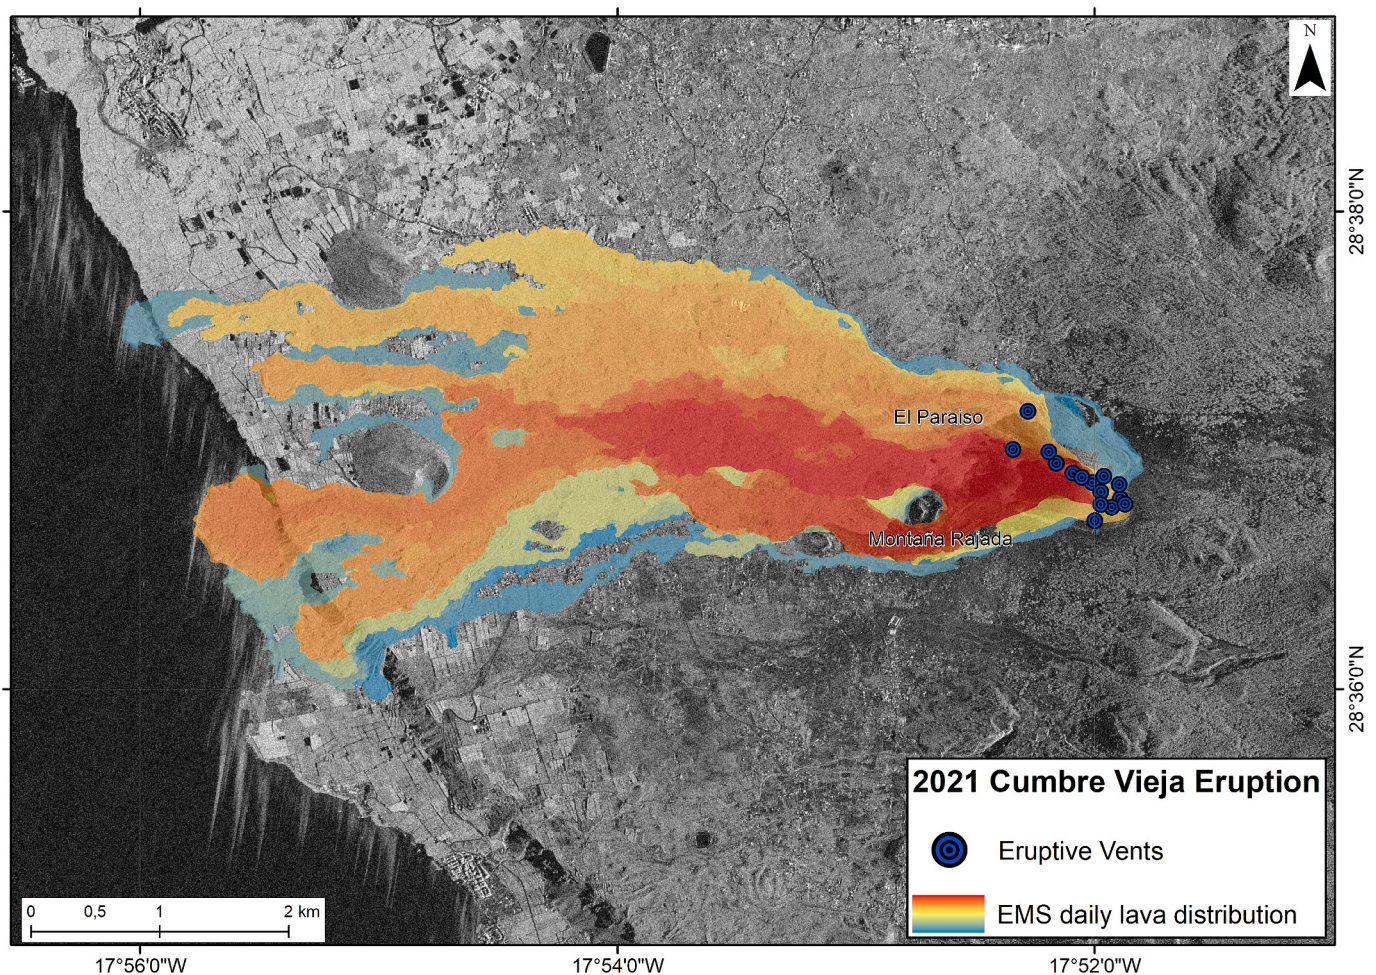 N
28°38'0"N
El Paraiso
Montaña Rajada
28°36'0"N
2021 Cumbre Vieja Eruption
Eruptive Vents
EMS daily lava distribution
0 0,5 1 2 km
17°56'0"W 17°54'0"W 17°52'0"W